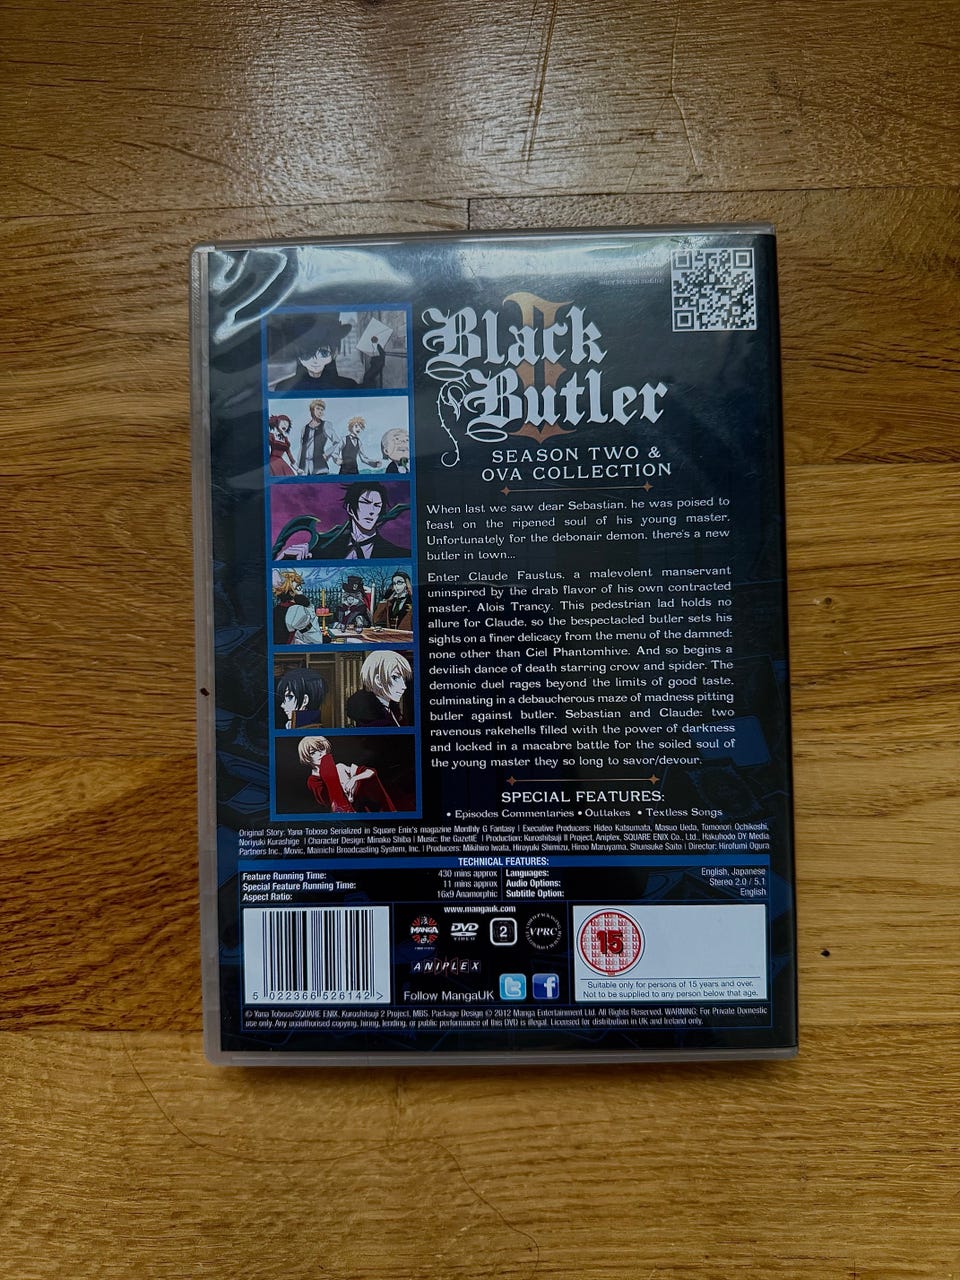 Black
Butler
II
SEASON TWO &
OVA COLLECTION
When last we saw dear Sebastian, he was poised to
feast on the ripened soul of his young master.
Unfortunately for the debonair demon, there's a new
butler in town...
Enter Claude Faustus, a malevolent manservant
uninspired by the drab flavor of his own contracted
master, Alois Trancy. This pedestrian lad holds no
allure for Claude, so the bespectacled butler sets his
sights on a finer delicacy from the menu of the damned:
none other than Ciel Phantomhive. And so begins a
devilish dance of death starring crow and spider. The
demonic duel rages beyond the limits of good taste,
culminating in a debaucherous maze of madness pitting
butler against butler. Sebastian and Claude: two
ravenous rakehells filled with the power of darkness
and locked in a macabre battle for the soiled soul of
the young master they so long to savor/devour.
SPECIAL FEATURES:
• Episodes Commentaries • Outtakes • Textless Songs
Original Story: Yana Toboso Serialized in Square Enix's magazine Monthly G Fantasy | Executive Producers: Hideo Katsumata, Masuo Ueda, Tomonori Ochikoshi,
Noriyuki Kurashige | Character Design: Minako Shiba | Music: the GazettE | Production: Kuroshitsuji II Project, Aniplex, SQUARE ENIX Co., Ltd., Hakuhodo DY Media
Partners Inc., Movic, Mainichi Broadcasting System, Inc. | Producers: Mikihiro Iwata, Hiroyuki Shimizu, Hiroo Maruyama, Shunsuke Saito | Director: Hirofumi Ogura
TECHNICAL FEATURES:
Feature Running Time: 430 mins approx
Special Feature Running Time: 11 mins approx
Aspect Ratio: 16x9 Anamorphic
Languages: English, Japanese
Audio Options: Stereo 2.0 / 5.1
Subtitle Option: English
www.mangauk.com
MANGA
DVD
VIDEO
2
VPRC
ANIPLEX
Follow MangaUK
5 022366 526142 >
15
Suitable only for persons of 15 years and over.
Not to be supplied to any person below that age.
© Yana Toboso/SQUARE ENIX, Kuroshitsuji 2 Project, MBS. Package Design © 2012 Manga Entertainment Ltd. All Rights Reserved. WARNING: For Private Domestic
use only. Any unauthorised copying, hiring, lending, or public performance of this DVD is illegal. Licensed for distribution in UK and Ireland only.